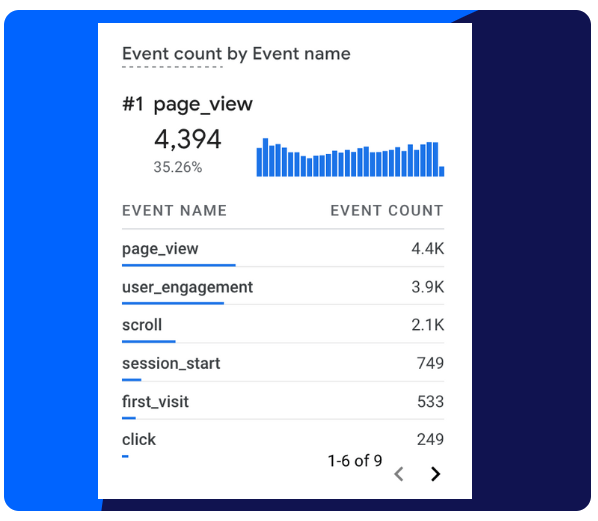 Event count by Event name
#1 page_view
4,394
35.26%
EVENT NAME EVENT COUNT
page_view 4.4K
user_engagement 3.9K
scroll 2.1K
session_start 749
first_visit 533
click 249
1-6 of 9